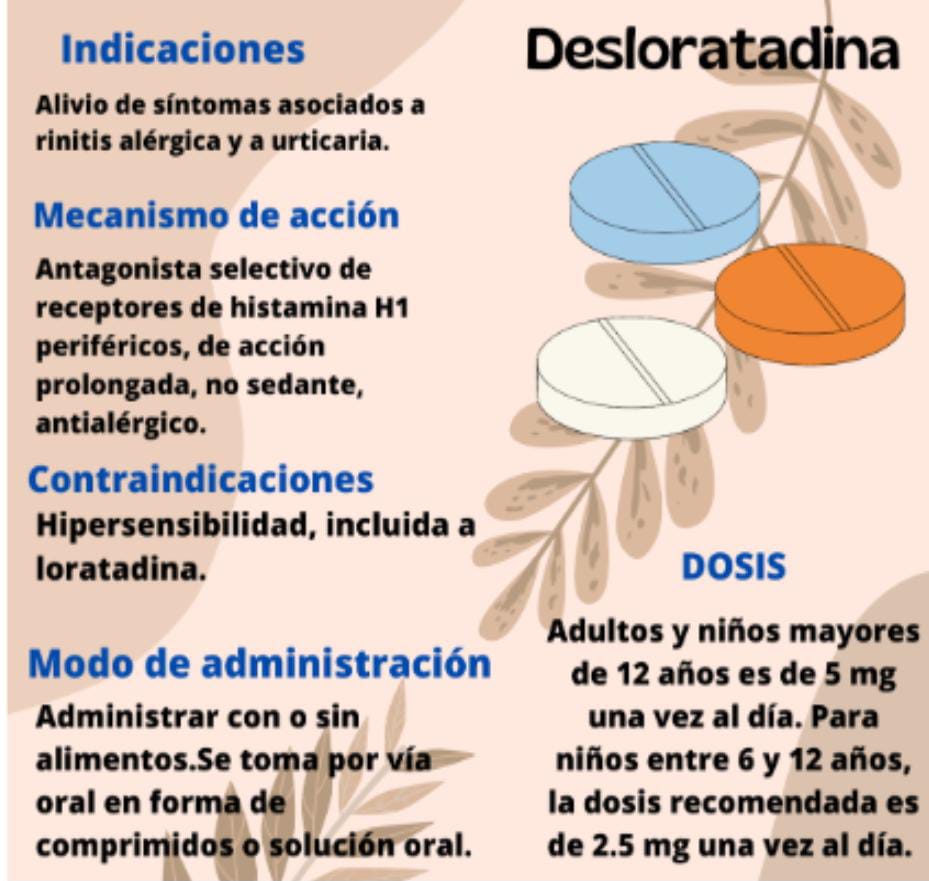 Desloratadina
Indicaciones
Alivio de síntomas asociados a
rinitis alérgica y a urticaria.
Mecanismo de acción
Antagonista selectivo de
receptores de histamina H1
periféricos, de acción
prolongada, no sedante,
antialérgico.
Contraindicaciones
Hipersensibilidad, incluida a
loratadina.
Modo de administración
Administrar con o sin
alimentos.Se toma por vía
oral en forma de
comprimidos o solución oral.
DOSIS
Adultos y niños mayores
de 12 años es de 5 mg
una vez al día. Para
niños entre 6 y 12 años,
la dosis recomendada es
de 2.5 mg una vez al día.